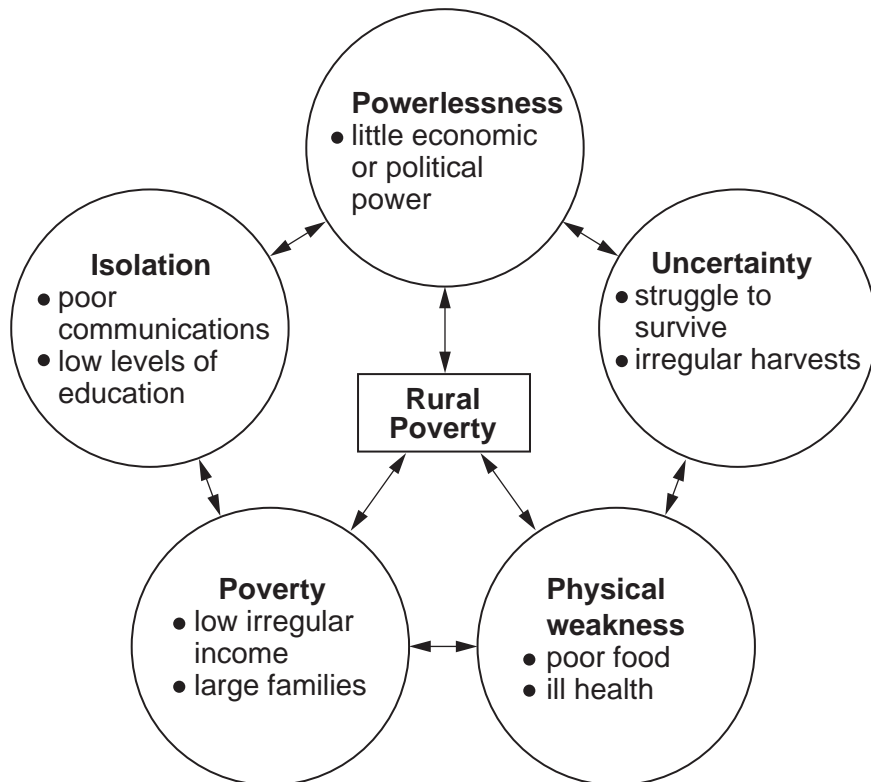 Powerlessness
● little economic
or political
power
Isolation
● poor
communications
● low levels of
education
Uncertainty
● struggle to
survive
● irregular harvests
Rural
Poverty
Poverty
● low irregular
income
● large families
Physical
weakness
● poor food
● ill health